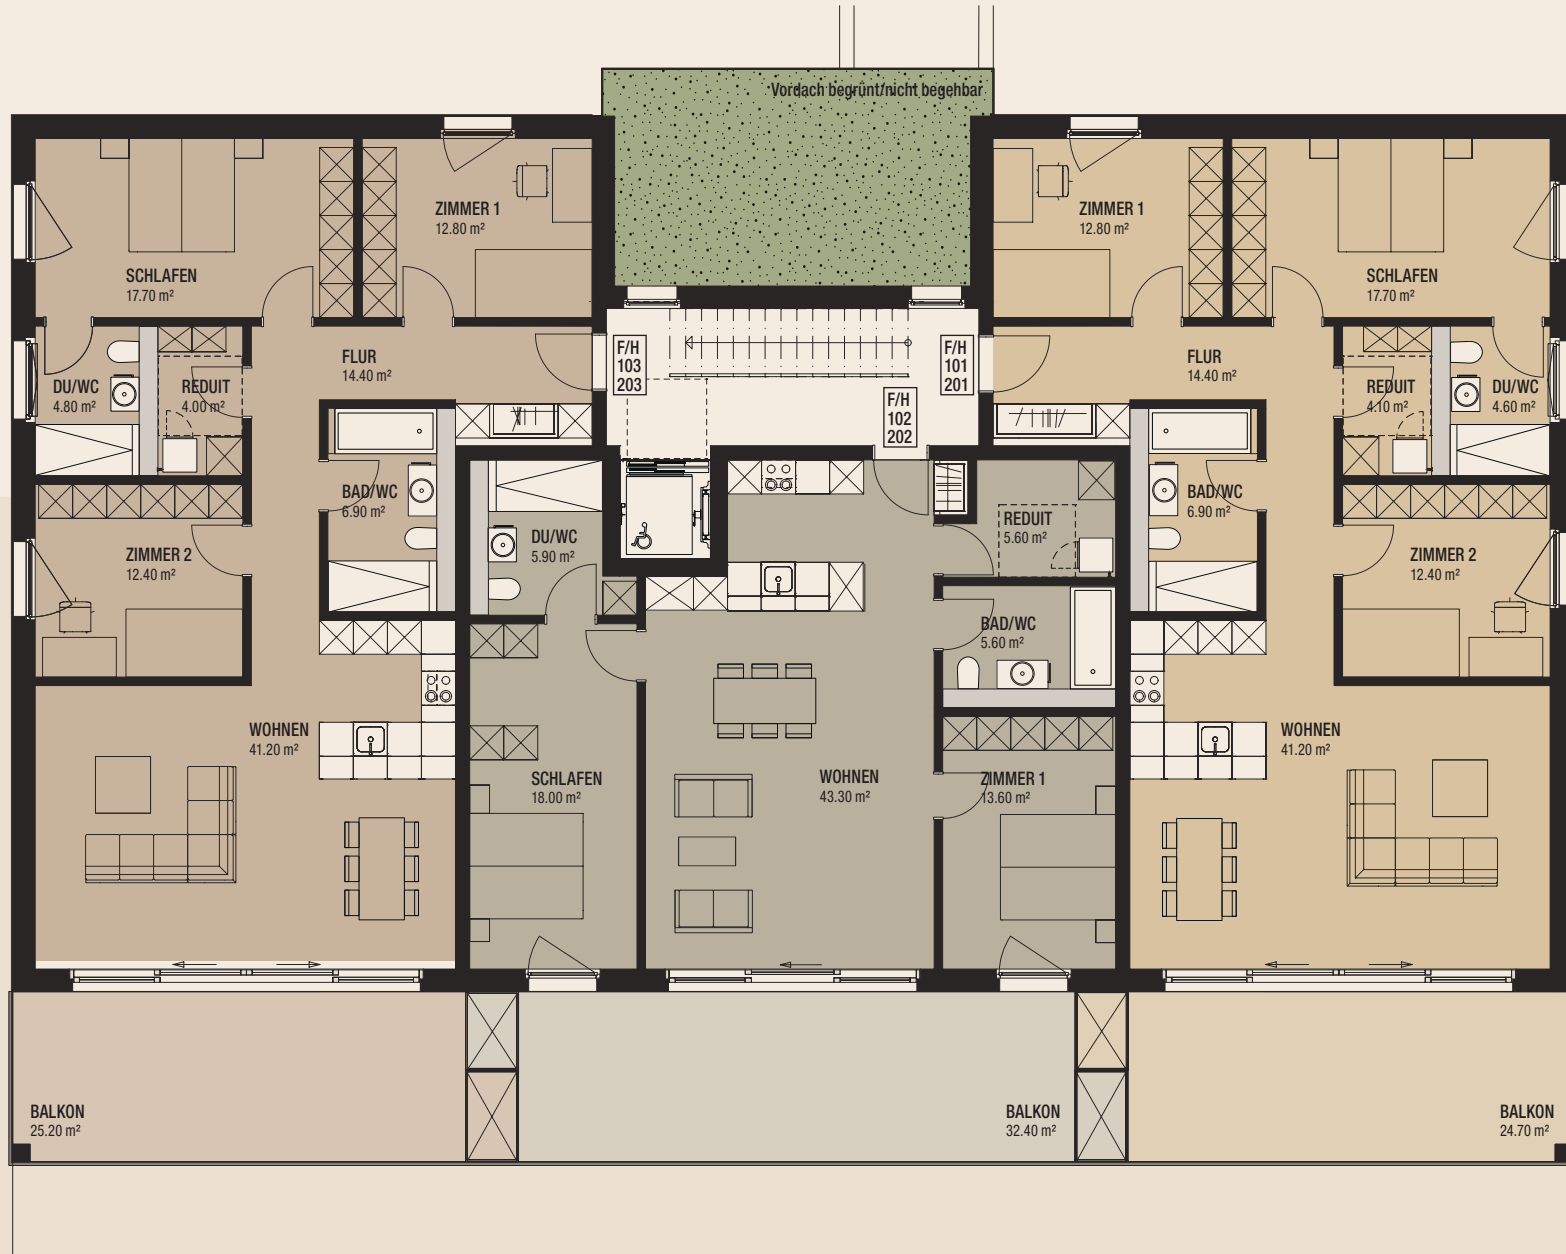 Vordach begrünt/nicht begehbar
SCHLAFEN
17.70 m²
ZIMMER 1
12.80 m²
ZIMMER 1
12.80 m²
SCHLAFEN
17.70 m²
DU/WC
4.80 m²
REDUIT
4.00 m²
FLUR
14.40 m²
F/H
103
203
F/H
101
201
F/H
102
202
FLUR
14.40 m²
REDUIT
4.10 m²
DU/WC
4.60 m²
BAD/WC
6.90 m²
ZIMMER 2
12.40 m²
DU/WC
5.90 m²
REDUIT
5.60 m²
BAD/WC
6.90 m²
ZIMMER 2
12.40 m²
BAD/WC
5.60 m²
WOHNEN
41.20 m²
SCHLAFEN
18.00 m²
WOHNEN
43.30 m²
ZIMMER 1
13.60 m²
WOHNEN
41.20 m²
BALKON
25.20 m²
BALKON
32.40 m²
BALKON
24.70 m²